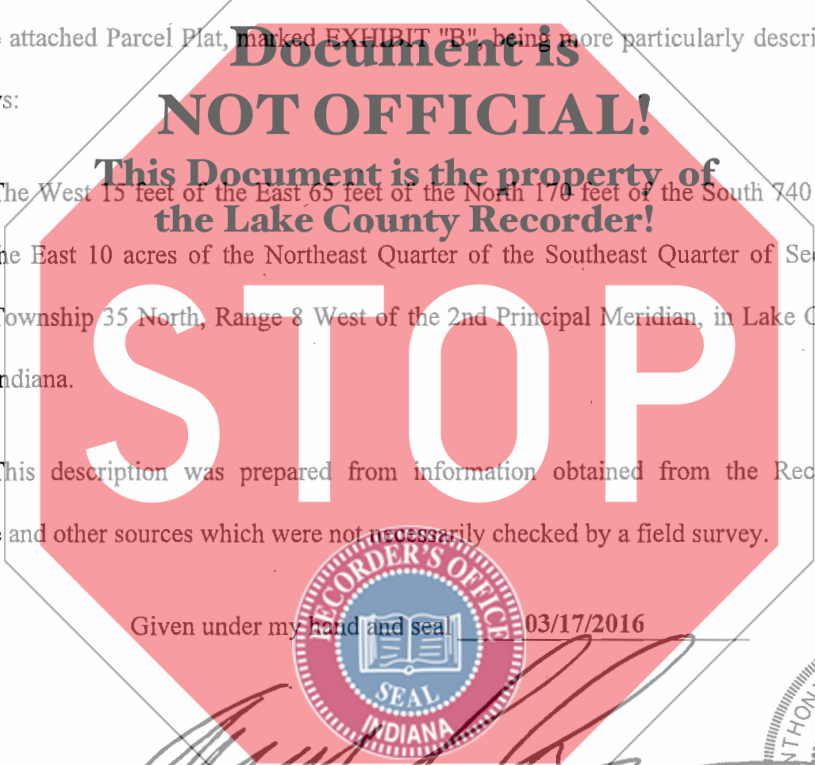 attached Parcel Plat, marked EXHIBIT "B", being more particularly descri
Document is
s:
NOT OFFICIAL!
This Document is the property of
The West 15 feet of the East 65 feet of the North 170 feet of the South 740
the Lake County Recorder!
he East 10 acres of the Northeast Quarter of the Southeast Quarter of Sec
Township 35 North, Range 8 West of the 2nd Principal Meridian, in Lake C
ndiana.
STOP
This description was prepared from information obtained from the Rec
and other sources which were not necessarily checked by a field survey.
RECORDER'S OFFICE
Given under my hand and seal 03/17/2016
SEAL
INDIANA
NTHON